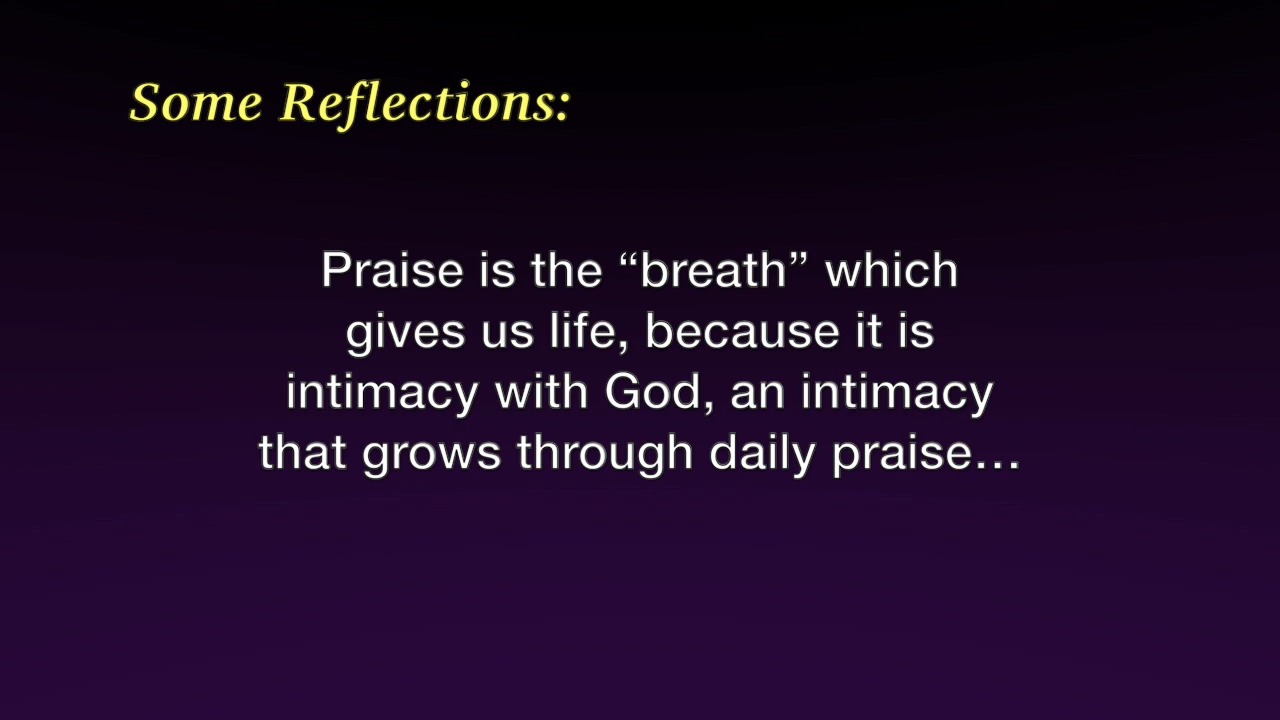 Some Reflections:
Praise is the “breath” which
gives us life, because it is
intimacy with God, an intimacy
that grows through daily praise…